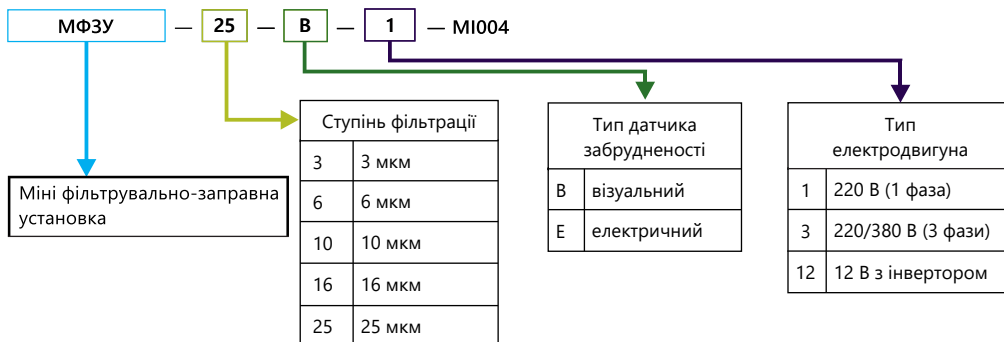 МФЗУ — 25 — В — 1 — МІ004
Міні фільтрувально-заправна
установка
Ступінь фільтрації
3 3 мкм
6 6 мкм
10 10 мкм
16 16 мкм
25 25 мкм
Тип датчика
забрудненості
В візуальний
Е електричний
Тип
електродвигуна
1 220 В (1 фаза)
3 220/380 В (3 фази)
12 12 В з інвертором